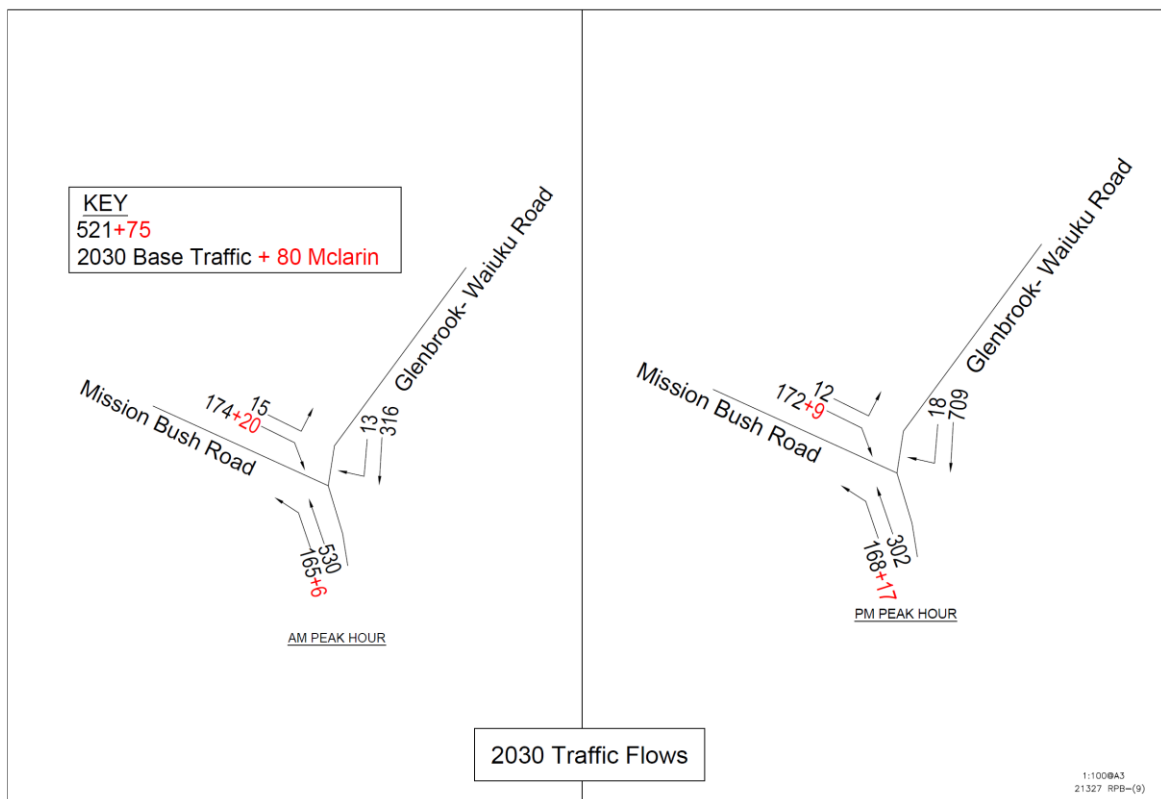 KEY
521+75
2030 Base Traffic + 80 Mclarin
Glenbrook- Waiuku Road
Mission Bush Road
15
174+20
13
316
530
165+6
AM PEAK HOUR
Glenbrook- Waiuku Road
Mission Bush Road
12
172+9
18
709
302
168+17
PM PEAK HOUR
2030 Traffic Flows
1:100@A3
21327 RPB-(9)